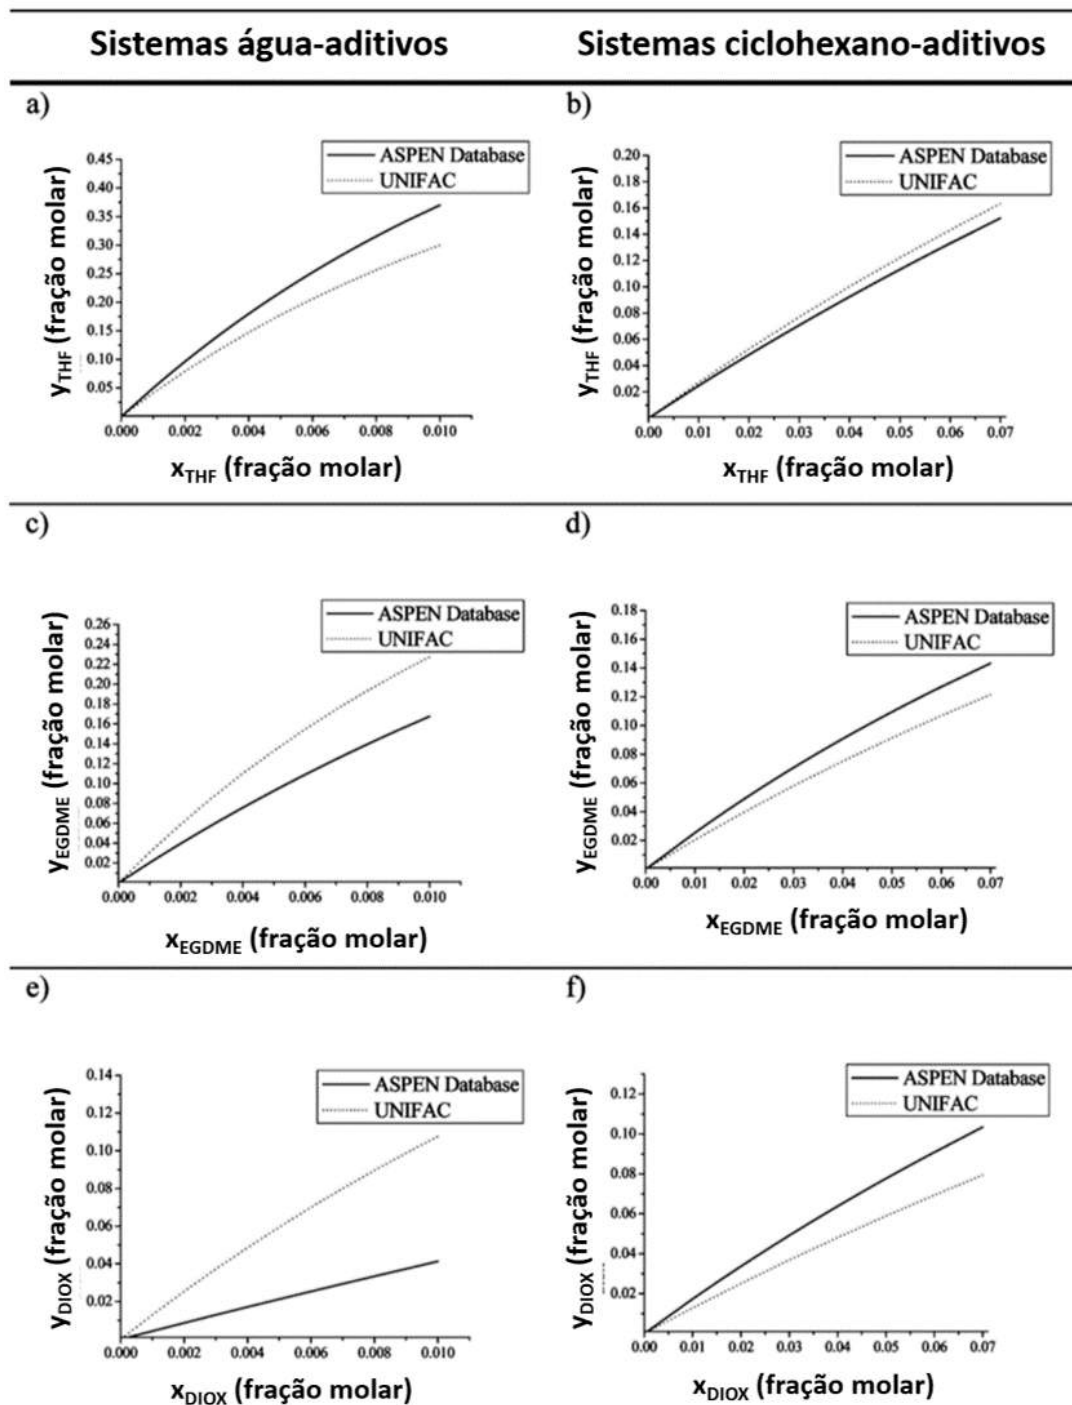 Sistemas água-aditivos
Sistemas ciclohexano-aditivos
a)
ASPEN Database
UNIFAC
0.45
0.40
0.35
0.30
0.25
0.20
0.15
0.10
0.05
0.000 0.002 0.004 0.006 0.008 0.010
yTHF (fração molar)
xTHF (fração molar)
b)
ASPEN Database
UNIFAC
0.20
0.18
0.16
0.14
0.12
0.10
0.08
0.06
0.04
0.02
0.00 0.01 0.02 0.03 0.04 0.05 0.06 0.07
yTHF (fração molar)
xTHF (fração molar)
c)
ASPEN Database
UNIFAC
0.26
0.24
0.22
0.20
0.18
0.16
0.14
0.12
0.10
0.08
0.06
0.04
0.02
0.000 0.002 0.004 0.006 0.008 0.010
yEGDME (fração molar)
xEGDME (fração molar)
d)
ASPEN Database
UNIFAC
0.18
0.16
0.14
0.12
0.10
0.08
0.06
0.04
0.02
0.00 0.01 0.02 0.03 0.04 0.05 0.06 0.07
yEGDME (fração molar)
xEGDME (fração molar)
e)
ASPEN Database
UNIFAC
0.14
0.12
0.10
0.08
0.06
0.04
0.02
0.000 0.002 0.004 0.006 0.008 0.010
yDIOX (fração molar)
xDIOX (fração molar)
f)
ASPEN Database
UNIFAC
0.12
0.10
0.08
0.06
0.04
0.02
0.00 0.01 0.02 0.03 0.04 0.05 0.06 0.07
yDIOX (fração molar)
xDIOX (fração molar)